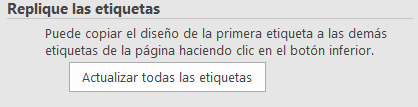 Replique las etiquetas
Puede copiar el diseño de la primera etiqueta a las demás
etiquetas de la página haciendo clic en el botón inferior.
Actualizar todas las etiquetas